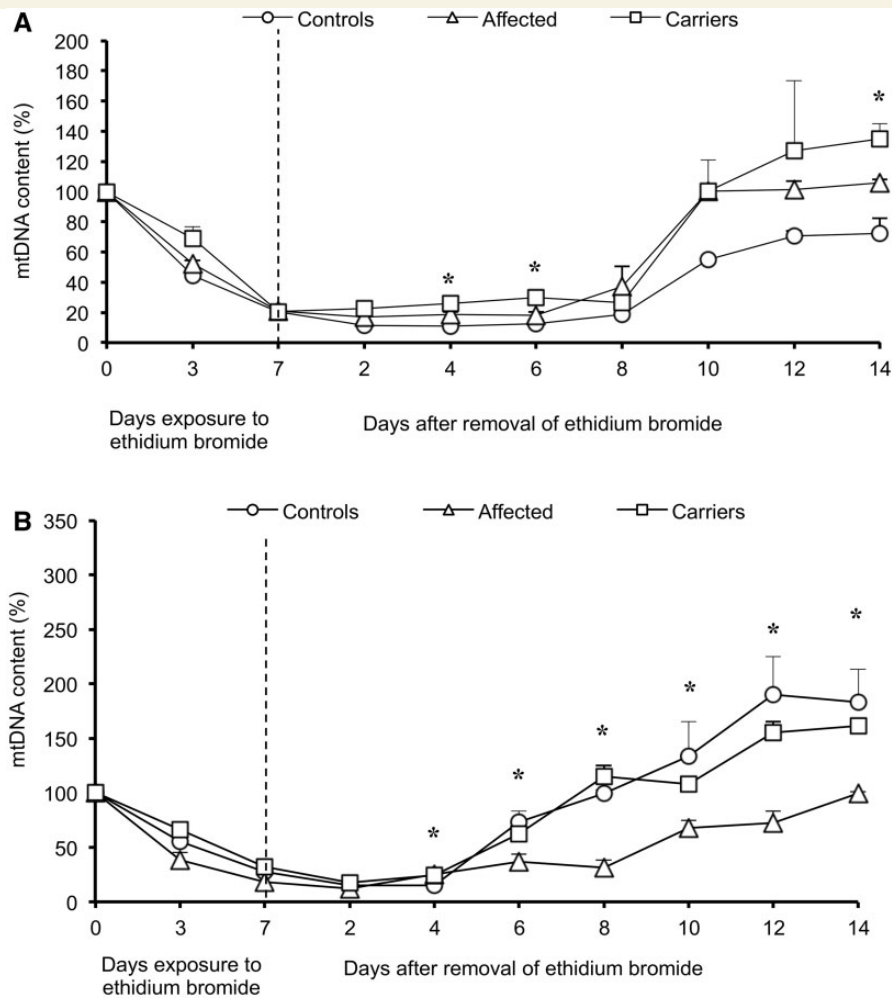 A
Controls Affected Carriers
200
180
160
140
120
100
80
60
40
20
0
mtDNA content (%)
*
*
*
0 3 7 2 4 6 8 10 12 14
Days exposure to
ethidium bromide
Days after removal of ethidium bromide
B
Controls Affected Carriers
350
300
250
200
150
100
50
0
mtDNA content (%)
*
*
*
*
*
*
0 3 7 2 4 6 8 10 12 14
Days exposure to
ethidium bromide
Days after removal of ethidium bromide